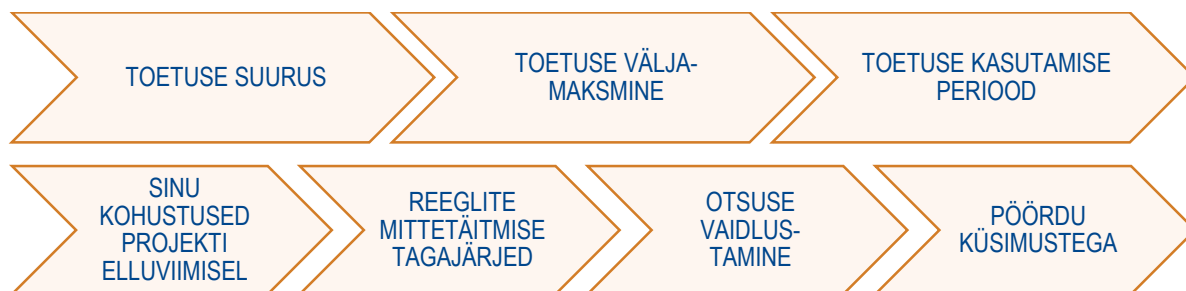 TOETUSE SUURUS
TOETUSE VÄLJA-
MAKSMINE
TOETUSE KASUTAMISE
PERIOOD
SINU
KOHUSTUSED
PROJEKTI
ELLUVIIMISEL
REEGLITE
MITTETÄITMISE
TAGAJÄRJED
OTSUSE
VAIDLUS-
TAMINE
PÖÖRDU
KÜSIMUSTEGA